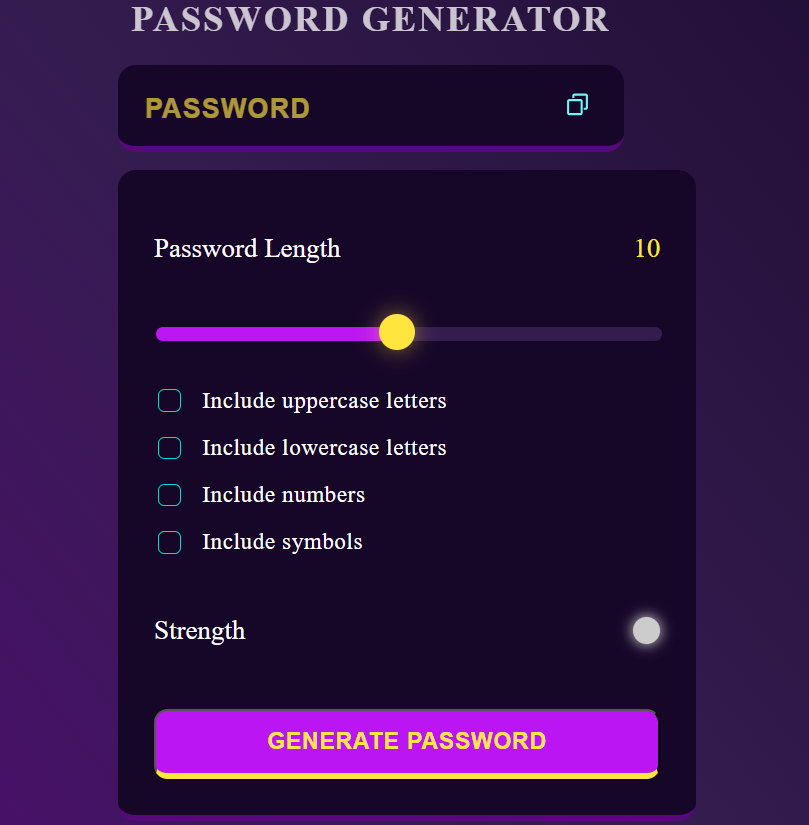 PASSWORD GENERATOR
PASSWORD
Password Length 10
Include uppercase letters
Include lowercase letters
Include numbers
Include symbols
Strength
GENERATE PASSWORD